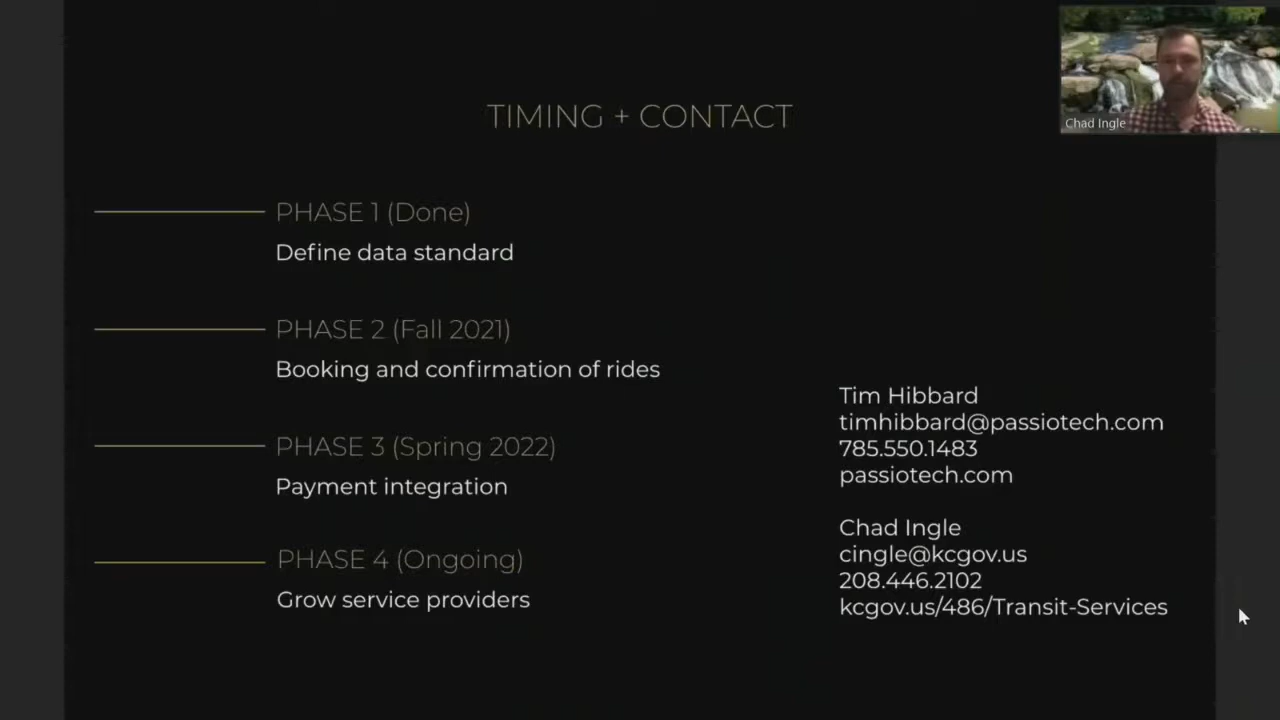 TIMING + CONTACT
Chad Ingle
PHASE 1 (Done)
Define data standard
PHASE 2 (Fall 2021)
Booking and confirmation of rides
PHASE 3 (Spring 2022)
Payment integration
PHASE 4 (Ongoing)
Grow service providers
Tim Hibbard
timhibbard@passiotech.com
785.550.1483
passiotech.com
Chad Ingle
cingle@kcgov.us
208.446.2102
kcgov.us/486/Transit-Services